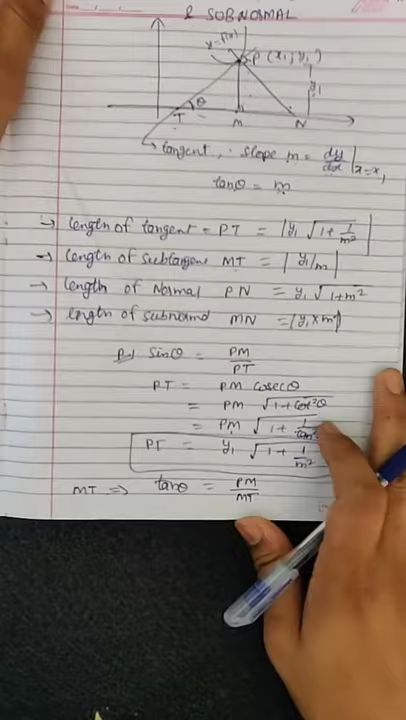 & SUBNORMAL
y=f(x)
P(x₁, y₁)
y₁
θ
T M N
↳ tangent, slope m = dy/dx |x=x₁
tanθ = m
→ length of tangent = PT = |y₁ √(1+1/m²)|
→ length of subtangent MT = |y₁/m|
→ length of Normal PN = y₁ √(1+m²)
→ length of subnormal MN = |y₁ × m|
Sinθ = PM/PT
PT = PM cosecθ
= PM √(1+cot²θ)
= PM √(1 + 1/tan²
PT = y₁ √(1 + 1/m²)
MT ⇒ tanθ = PM/MT